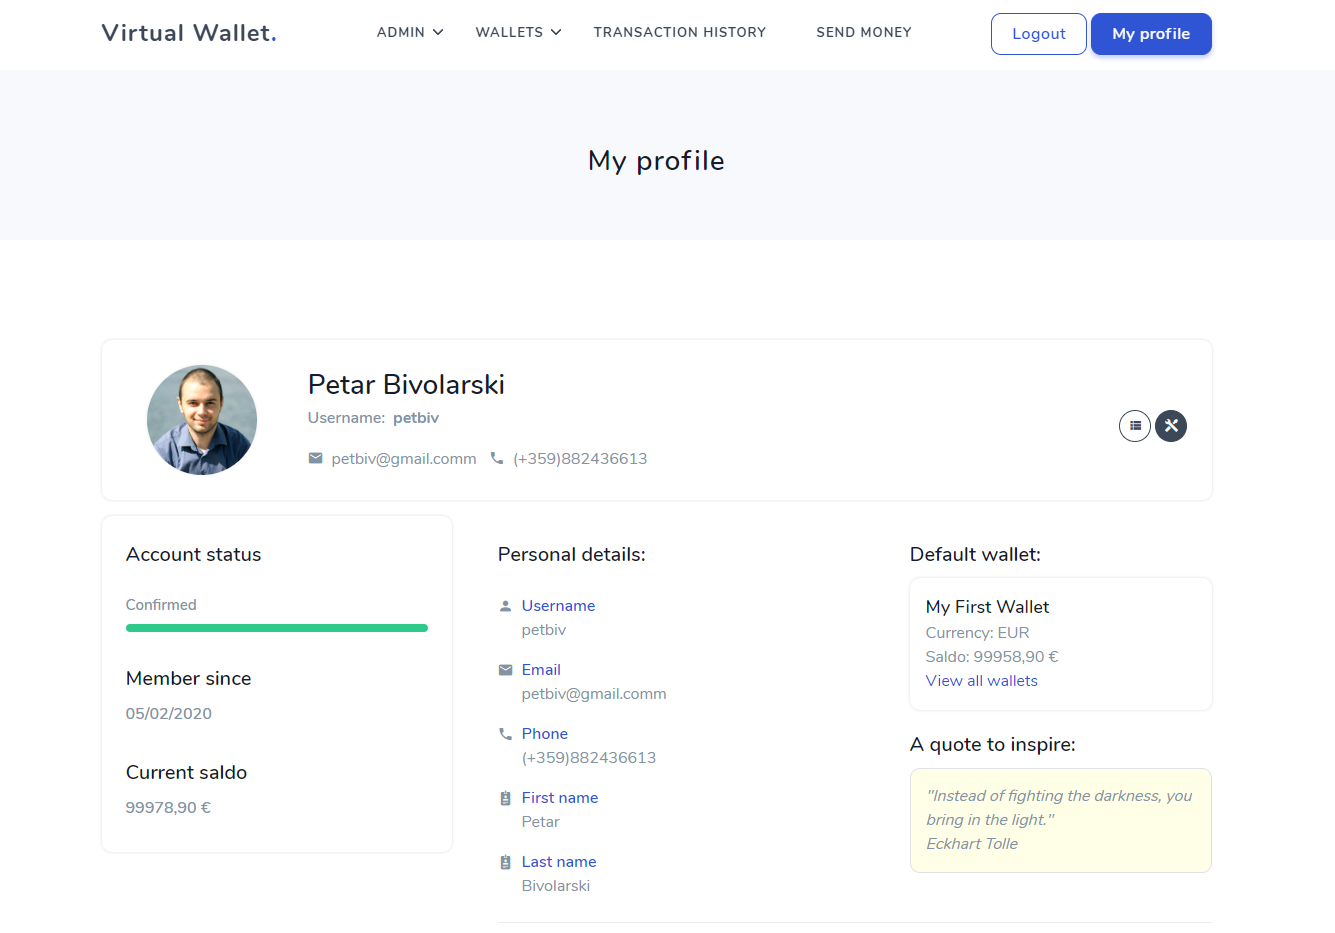 Virtual Wallet.
ADMIN
WALLETS
TRANSACTION HISTORY
SEND MONEY
Logout
My profile
My profile
Petar Bivolarski
Username: petbiv
petbiv@gmail.comm
(+359)882436613
Account status
Confirmed
Member since
05/02/2020
Current saldo
99978,90 €
Personal details:
Username
petbiv
Email
petbiv@gmail.comm
Phone
(+359)882436613
First name
Petar
Last name
Bivolarski
Default wallet:
My First Wallet
Currency: EUR
Saldo: 99958,90 €
View all wallets
A quote to inspire:
"Instead of fighting the darkness, you
bring in the light."
Eckhart Tolle